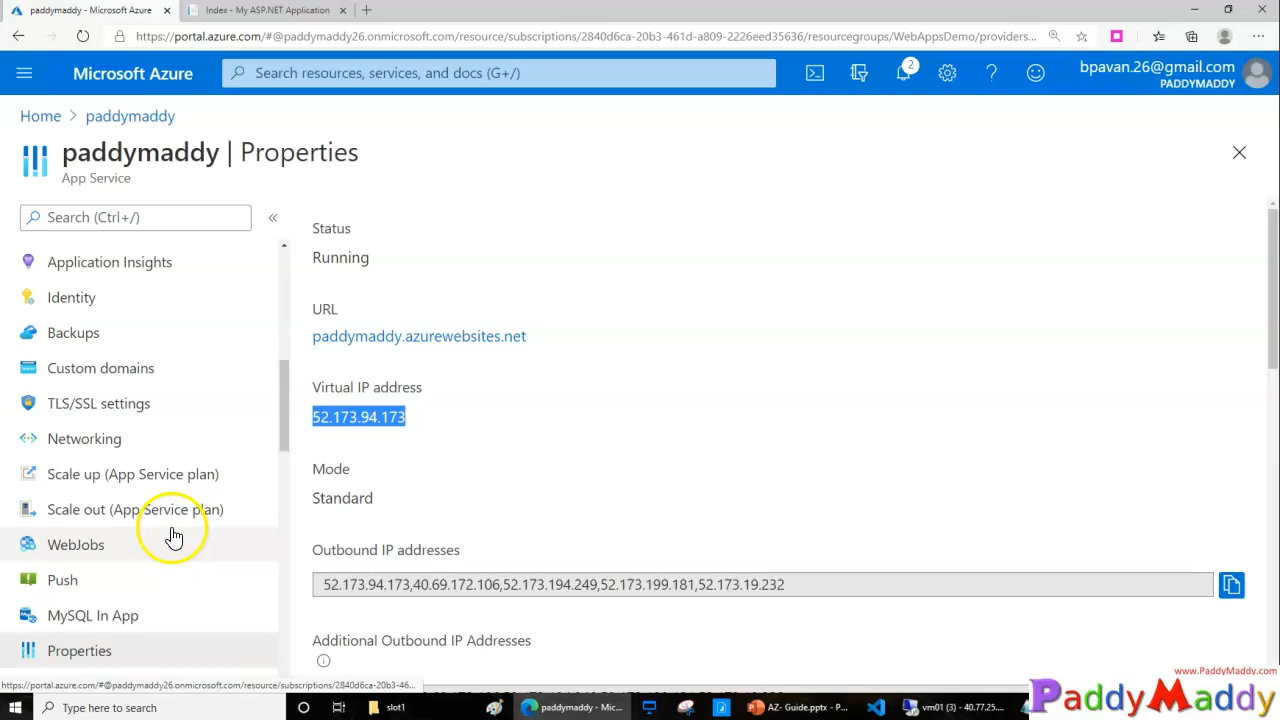 paddymaddy - Microsoft Azure
Index - My ASP.NET Application
https://portal.azure.com/#@paddymaddy26.onmicrosoft.com/resource/subscriptions/2840d6ca-20b3-461d-a809-2226eed35636/resourcegroups/WebAppsDemo/providers...
Microsoft Azure
Search resources, services, and docs (G+/)
2
bpavan.26@gmail.com
PADDYMADDY
Home > paddymaddy
paddymaddy | Properties
App Service
Search (Ctrl+/)
«
Application Insights
Identity
Backups
Custom domains
TLS/SSL settings
Networking
Scale up (App Service plan)
Scale out (App Service plan)
WebJobs
Push
MySQL In App
Properties
Status
Running
URL
paddymaddy.azurewebsites.net
Virtual IP address
52.173.94.173
Mode
Standard
Outbound IP addresses
52.173.94.173,40.69.172.106,52.173.194.249,52.173.199.181,52.173.19.232
Additional Outbound IP Addresses
https://portal.azure.com/#@paddymaddy26.onmicrosoft.com/resource/subscriptions/2840d6ca-20b3-46...
www.PaddyMaddy.com
PaddyMaddy
Type here to search
slot1
paddymaddy - Mic...
AZ- Guide.pptx - P...
vm01 (3) - 40.77.25...